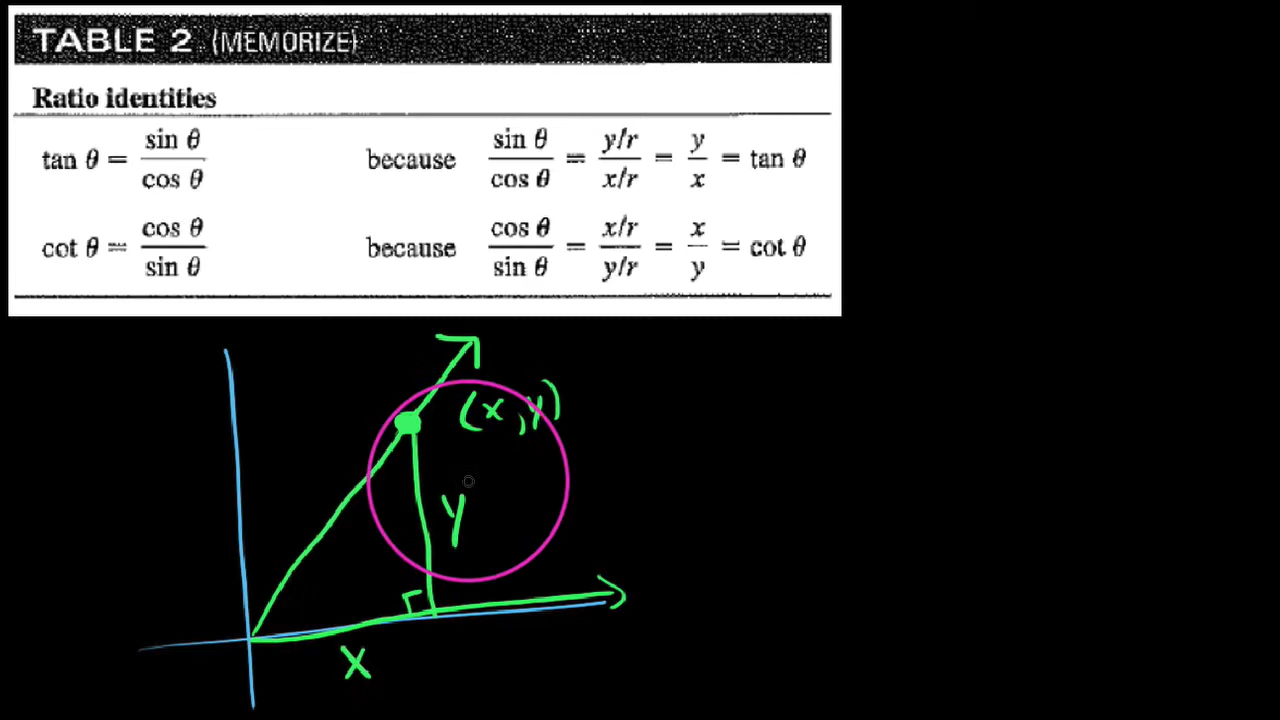 TABLE 2 (MEMORIZE)
Ratio identities
tan θ = sin θ / cos θ because sin θ / cos θ = y/r / x/r = y / x = tan θ
cot θ = cos θ / sin θ because cos θ / sin θ = x/r / y/r = x / y = cot θ
(x,y)
y
x